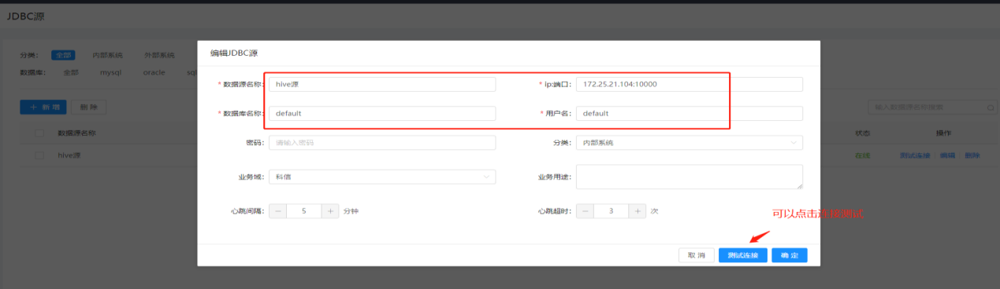 JDBC源
编辑JDBC源
分类： 全部 内部系统 外部系统
数据库： 全部 mysql oracle sql
* 数据源名称： hive源 * ip:端口： 172.25.21.104:10000
* 数据库名称： default * 用户名： default
+ 新增 删除 输入数据源名称搜索
数据源名称 状态 操作
密码： 请输入密码 分类： 内部系统
hive源 在线 测试连接 编辑 删除
业务域： 科信 业务用途：
心跳间隔： − 5 + 分钟 心跳超时： − 3 + 次
可以点击连接测试
取消 测试连接 确定